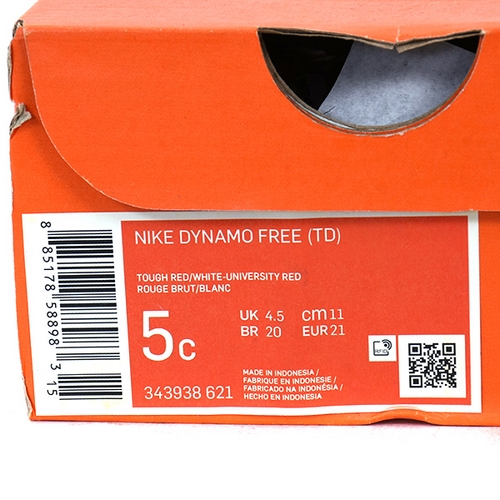 NIKE DYNAMO FREE (TD)
TOUGH RED/WHITE-UNIVERSITY RED
ROUGE BRUT/BLANC
5C
UK 4.5 cm 11
BR 20 EUR 21
343938 621
MADE IN INDONESIA/
FABRIQUE EN INDONESIE/
FABRICADO NA INDONÉSIA/
HECHO EN INDONESIA
8 85178 58898 3 15